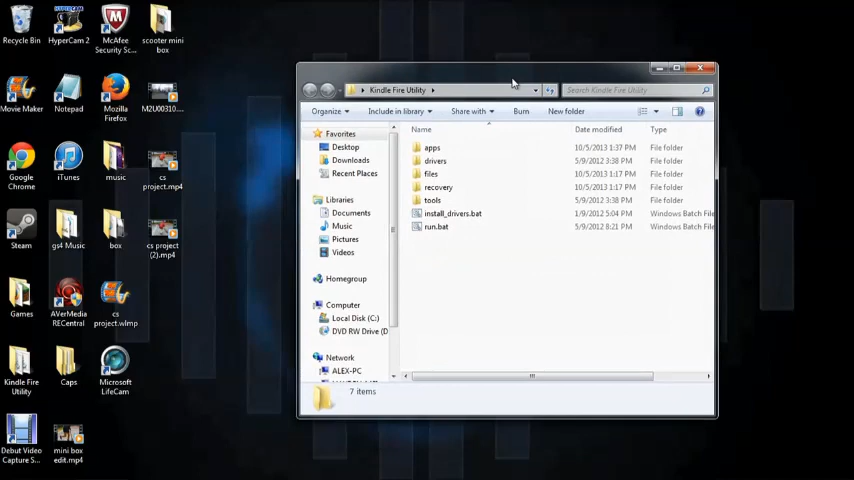 Recycle Bin
HyperCam 2
McAfee Security Sc...
scooter mini box
Movie Maker
Notepad
Mozilla Firefox
M2U00310....
Google Chrome
iTunes
music
cs project.mp4
Steam
gs4 Music
box
cs project (2).mp4
Games
AVerMedia RECentral
cs project.wlmp
Kindle Fire Utility
Caps
Microsoft LifeCam
Debut Video Capture S...
mini box edit.mp4
Kindle Fire Utility
Search Kindle Fire Utility
Organize
Include in library
Share with
Burn
New folder
Favorites
Desktop
Downloads
Recent Places
Libraries
Documents
Music
Pictures
Videos
Homegroup
Computer
Local Disk (C:)
DVD RW Drive (D
Network
ALEX-PC
Name Date modified Type
apps 10/5/2013 1:37 PM File folder
drivers 5/9/2012 3:38 PM File folder
files 10/5/2013 1:17 PM File folder
recovery 10/5/2013 1:17 PM File folder
tools 5/9/2012 3:38 PM File folder
install_drivers.bat 1/9/2012 5:04 PM Windows Batch File
run.bat 5/9/2012 8:21 PM Windows Batch File
7 items